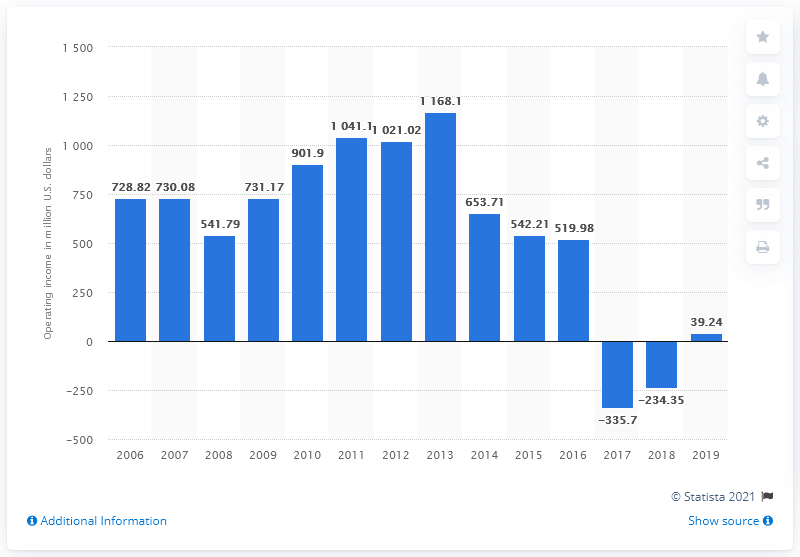 Operating income in million U.S. dollars
1 500
1 250
1 000
750
500
250
0
−250
−500
728.82 730.08 541.79 731.17 901.9 1 041.1 1 021.02 1 168.1 653.71 542.21 519.98 −335.7 −234.35 39.24
2006 2007 2008 2009 2010 2011 2012 2013 2014 2015 2016 2017 2018 2019
© Statista 2021
Additional Information Show source